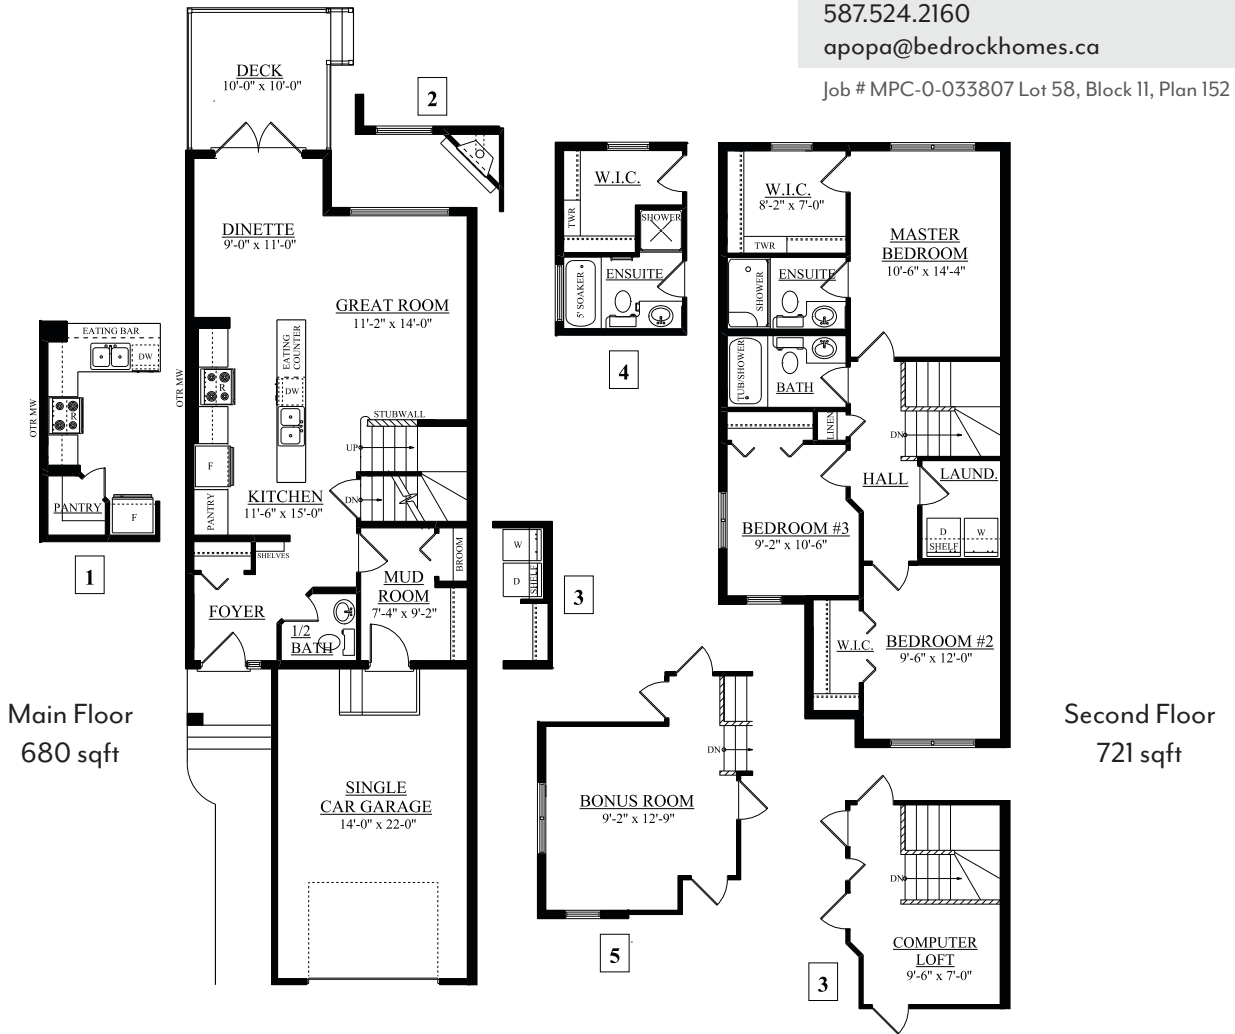 587.524.2160
apopa@bedrockhomes.ca
Job # MPC-0-033807 Lot 58, Block 11, Plan 152
DECK
10'-0" x 10'-0"
2
DINETTE
9'-0" x 11'-0"
GREAT ROOM
11'-2" x 14'-0"
EATING BAR
DW
OTR MW
R
PANTRY
F
1
OTR MW
R
EATING
COUNTER
DW
F
PANTRY
KITCHEN
11'-6" x 15'-0"
STUBWALL
UP
DN
SHELVES
FOYER
1/2
BATH
MUD
ROOM
7'-4" x 9'-2"
BROOM
W
D
SHELF
3
SINGLE
CAR GARAGE
14'-0" x 22-0"
Main Floor
680 sqft
W.I.C.
TWR
SHOWER
ENSUITE
5' SOAKER
4
W.I.C.
8'-2" x 7'-0"
TWR
MASTER
BEDROOM
10'-6" x 14'-4"
ENSUITE
SHOWER
TUB/SHOWER
BATH
LINEN
DN
HALL
LAUND.
D
W
SHELF
BEDROOM #3
9'-2" x 10'-6"
W.I.C.
BEDROOM #2
9'-6" x 12'-0"
Second Floor
721 sqft
DN
BONUS ROOM
9'-2" x 12'-9"
5
DN
COMPUTER
LOFT
9'-6" x 7'-0"
3